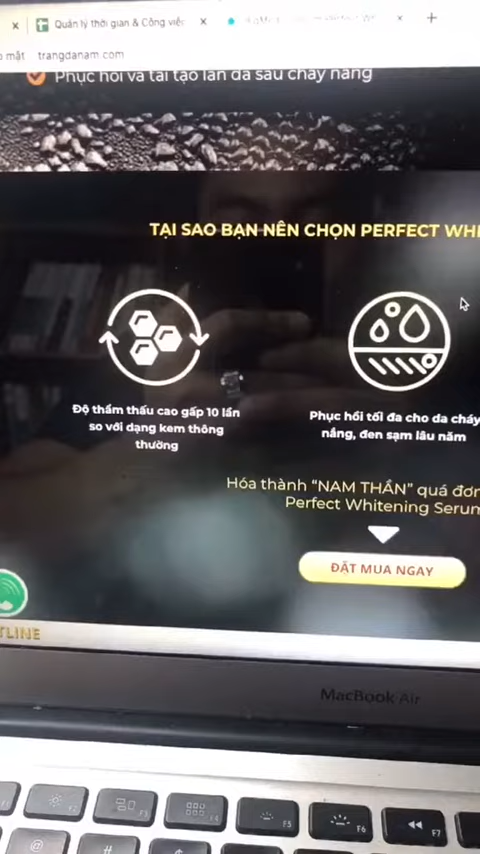 Quản lý thời gian & Công việc
mật trangdanam.com
Phục hồi và tái tạo làn da sau cháy nắng
TẠI SAO BẠN NÊN CHỌN PERFECT WHI
Độ thẩm thấu cao gấp 10 lần
so với dạng kem thông
thường
Phục hồi tối đa cho da cháy
nắng, đen sạm lâu năm
Hóa thành “NAM THẦN” quá đơn
Perfect Whitening Serum
ĐẶT MUA NGAY
TLINE
MacBook Air
F2
F3
F4
F5
F6
F7
@
#
$